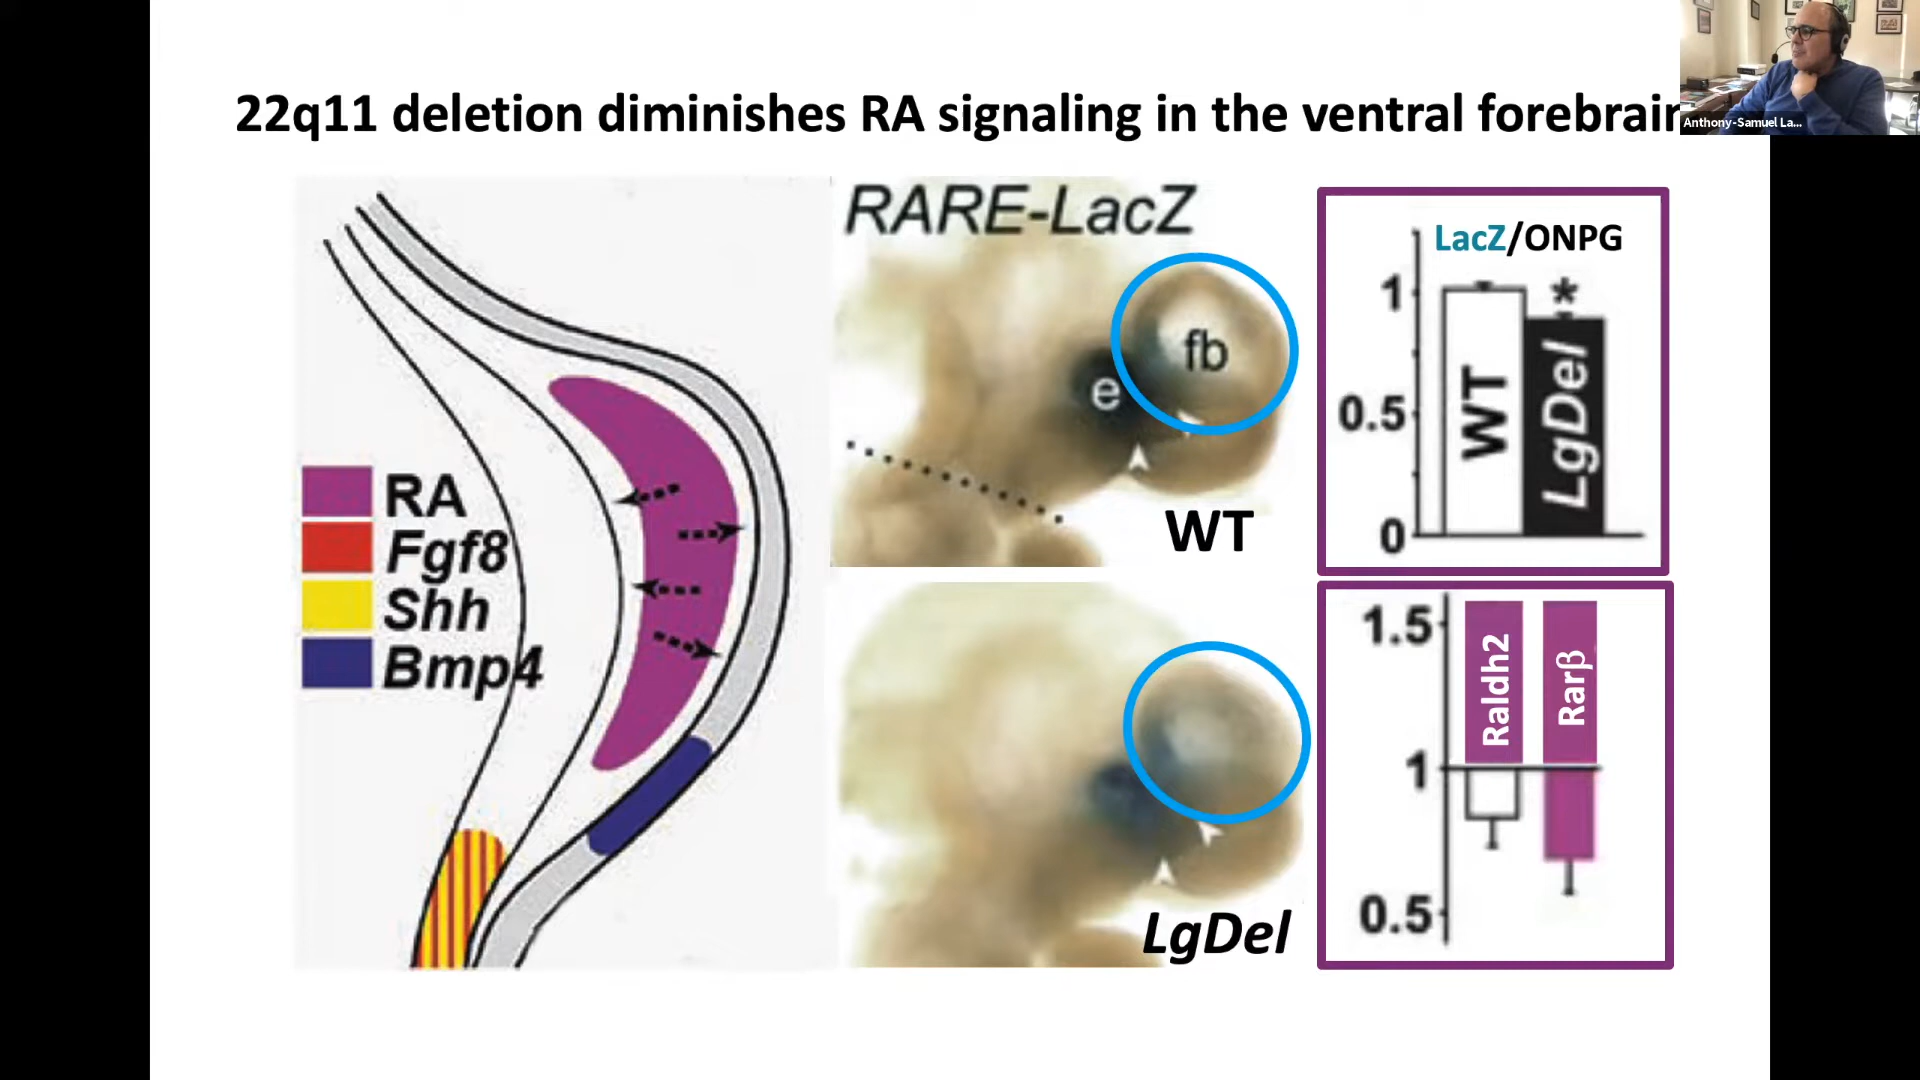 22q11 deletion diminishes RA signaling in the ventral forebrain
Anthony-Samuel La...
RA
Fgf8
Shh
Bmp4
RARE-LacZ
fb
e
WT
LgDel
LacZ/ONPG
1
*
0.5
0
WT
LgDel
1.5
1
0.5
Raldh2
Rarβ